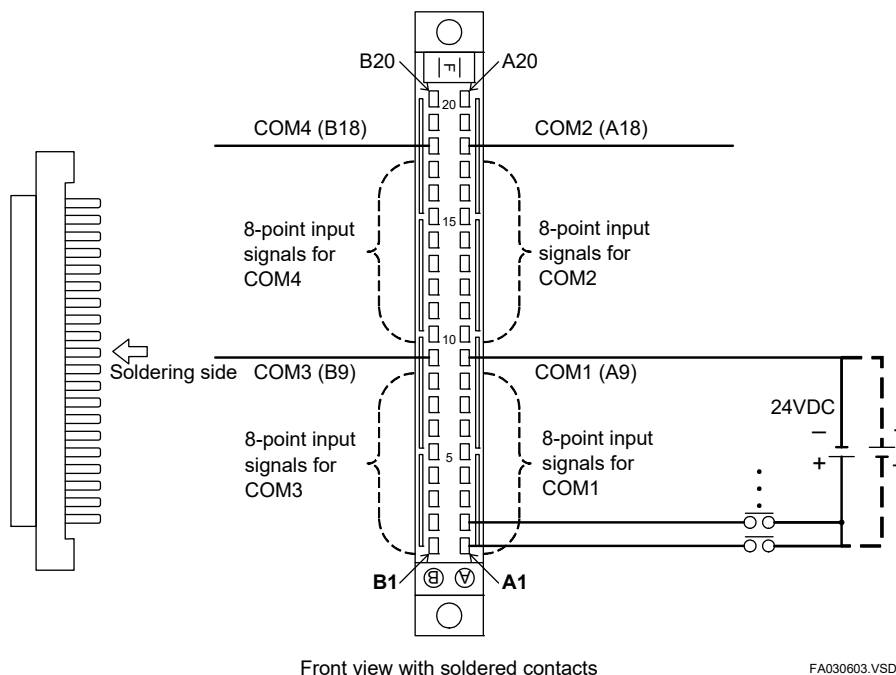 B20
A20
F
20
COM4 (B18)
COM2 (A18)
15
8-point input
signals for
COM4
8-point input
signals for
COM2
10
Soldering side
COM3 (B9)
COM1 (A9)
24VDC
−
+
8-point input
signals for
COM3
5
8-point input
signals for
COM1
B1
B
A
A1
Front view with soldered contacts
FA030603.VSD